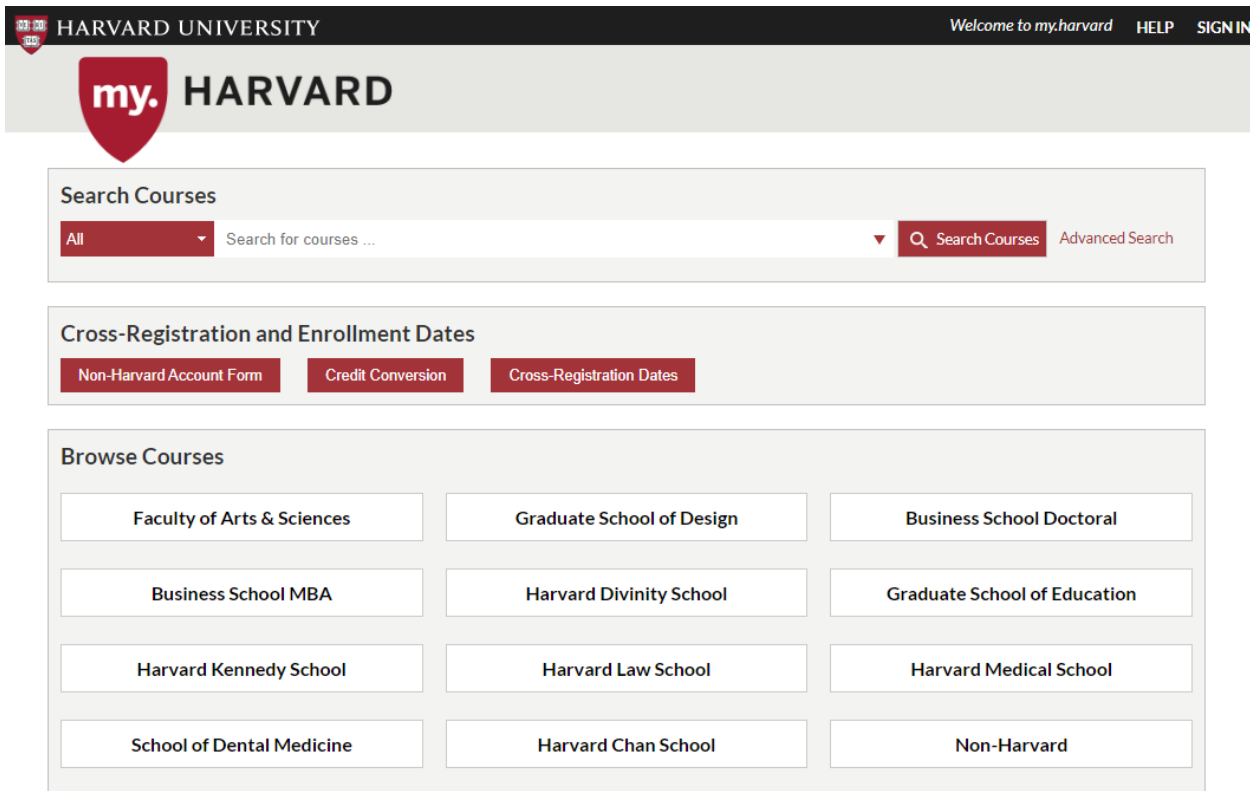 HARVARD UNIVERSITY Welcome to my.harvard HELP SIGN IN
my. HARVARD
Search Courses
All Search for courses ... Search Courses Advanced Search
Cross-Registration and Enrollment Dates
Non-Harvard Account Form Credit Conversion Cross-Registration Dates
Browse Courses
Faculty of Arts & Sciences Graduate School of Design Business School Doctoral
Business School MBA Harvard Divinity School Graduate School of Education
Harvard Kennedy School Harvard Law School Harvard Medical School
School of Dental Medicine Harvard Chan School Non-Harvard